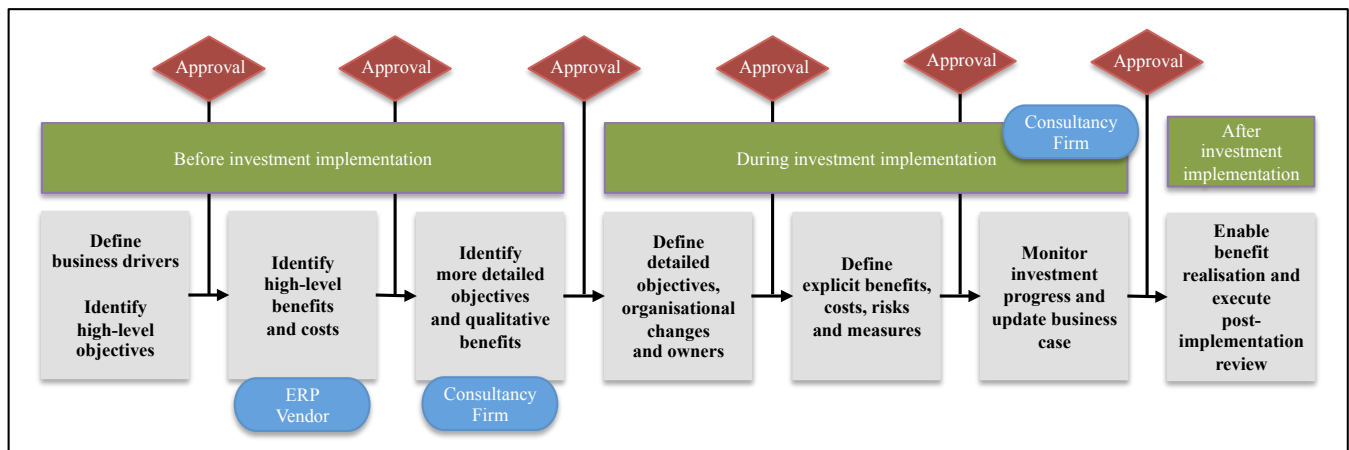 Approval
Approval
Approval
Approval
Approval
Approval
Before investment implementation
During investment implementation
Consultancy
Firm
After
investment
implementation
Define
business drivers
Identify
high-level
objectives
Identify
high-level
benefits
and costs
Identify
more detailed
objectives
and qualitative
benefits
Define
detailed
objectives,
organisational
changes
and owners
Define
explicit benefits,
costs, risks
and measures
Monitor
investment
progress and
update business
case
Enable
benefit
realisation and
execute
post-
implementation
review
ERP
Vendor
Consultancy
Firm